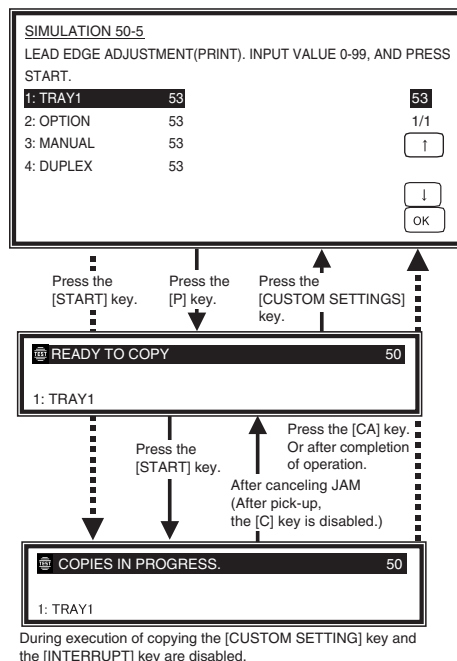 SIMULATION 50-5
LEAD EDGE ADJUSTMENT(PRINT). INPUT VALUE 0-99, AND PRESS
START.
1: TRAY1 53 53
2: OPTION 53 1/1
3: MANUAL 53 ↑
4: DUPLEX 53
↓
OK
Press the
[START] key.
Press the
[P] key.
Press the
[CUSTOM SETTINGS]
key.
TEST READY TO COPY 50
1: TRAY1
Press the
[START] key.
Press the [CA] key.
Or after completion
of operation.
After canceling JAM
(After pick-up,
the [C] key is disabled.)
TEST COPIES IN PROGRESS. 50
1: TRAY1
During execution of copying the [CUSTOM SETTING] key and
the [INTERRUPT] key are disabled.